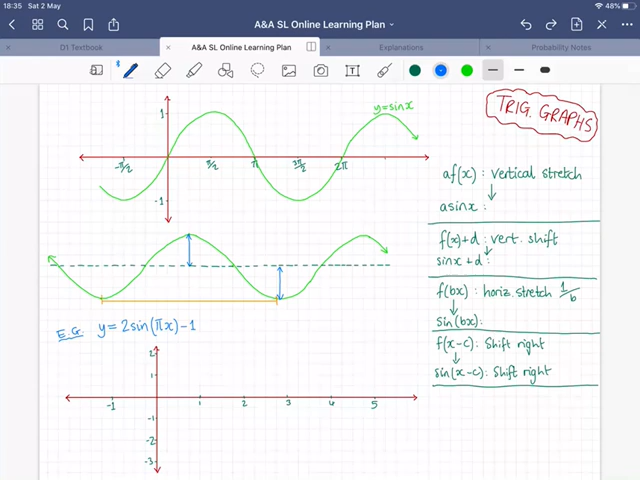 18:35 Sat 2 May
48%
A&A SL Online Learning Plan
D1 Textbook
A&A SL Online Learning Plan
Explanations
Probability Notes
TRIG. GRAPHS
1
y=sinx
-π/2
π/2
π
3π/2
2π
-1
af(x) : vertical stretch
asinx :
f(x)+d : vert. shift
sinx +d :
f(bx) : horiz. stretch 1/b
sin(bx):
f(x-c): Shift right
sin(x-c): Shift right
E.G. y = 2sin(πx) -1
2
1
-1
1
2
3
4
5
-1
-2
-3